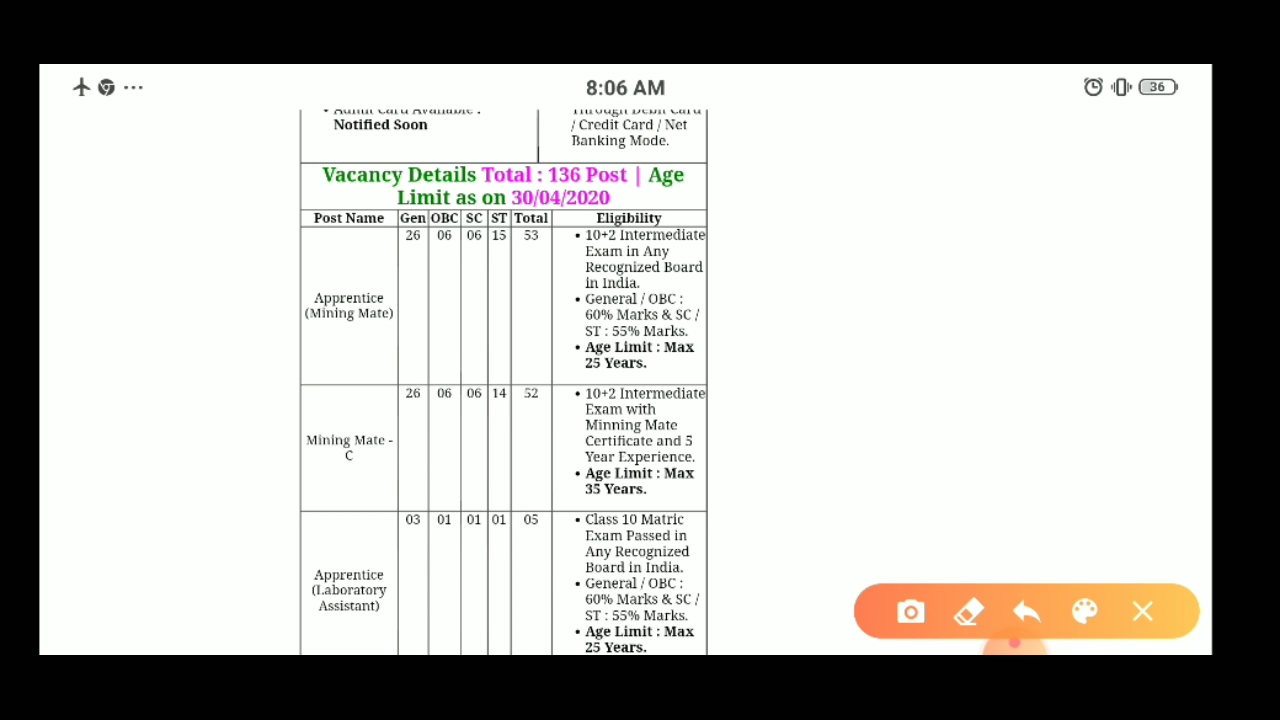 8:06 AM
36
• Admit Card Available :
Notified Soon
Through Debit Card
/ Credit Card / Net
Banking Mode.
Vacancy Details Total : 136 Post | Age
Limit as on 30/04/2020
Post Name Gen OBC SC ST Total Eligibility
Apprentice
(Mining Mate)
26 06 06 15 53
• 10+2 Intermediate
Exam in Any
Recognized Board
in India.
• General / OBC :
60% Marks & SC /
ST : 55% Marks.
• Age Limit : Max
25 Years.
Mining Mate -
C
26 06 06 14 52
• 10+2 Intermediate
Exam with
Minning Mate
Certificate and 5
Year Experience.
• Age Limit : Max
35 Years.
Apprentice
(Laboratory
Assistant)
03 01 01 01 05
• Class 10 Matric
Exam Passed in
Any Recognized
Board in India.
• General / OBC :
60% Marks & SC /
ST : 55% Marks.
• Age Limit : Max
25 Years.